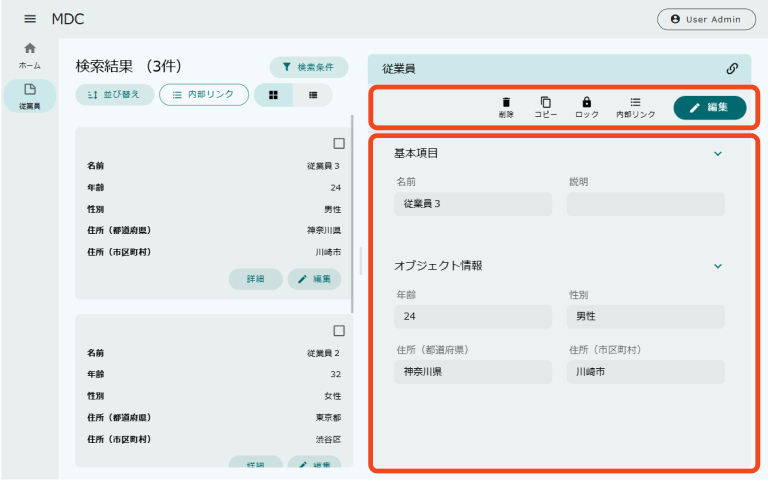 MDC
User Admin
ホーム
従業員
検索結果 （3件）
検索条件
並び替え
内部リンク
名前 従業員３
年齢 24
性別 男性
住所（都道府県） 神奈川県
住所（市区町村） 川崎市
詳細 編集
名前 従業員２
年齢 32
性別 女性
住所（都道府県） 東京都
住所（市区町村） 渋谷区
詳細 編集
従業員
削除 コピー ロック 内部リンク 編集
基本項目
名前 説明
従業員３
オブジェクト情報
年齢 性別
24 男性
住所（都道府県） 住所（市区町村）
神奈川県 川崎市